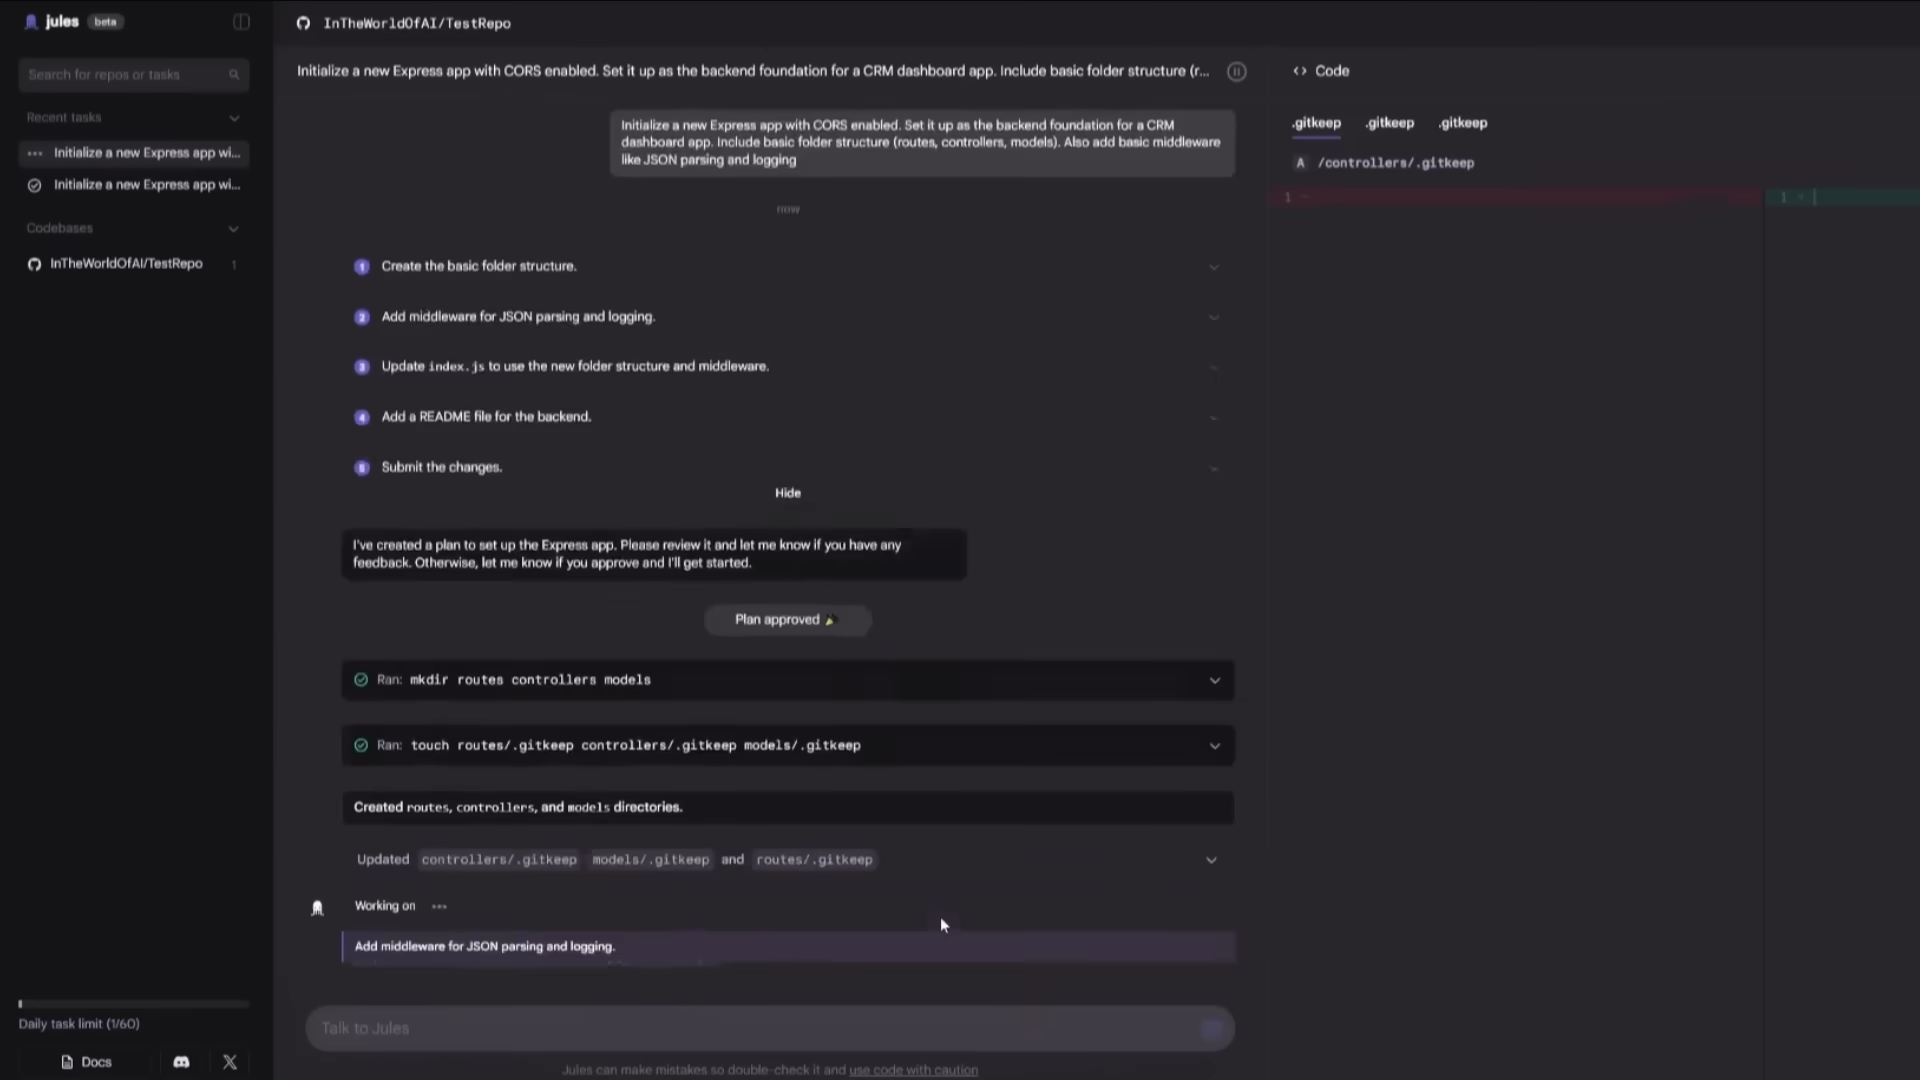 jules beta
Search for repos or tasks
Recent tasks
Initialize a new Express app wi...
Initialize a new Express app wi...
Codebases
InTheWorldOfAI/TestRepo 1
Daily task limit (1/60)
Docs
InTheWorldOfAI/TestRepo
Initialize a new Express app with CORS enabled. Set it up as the backend foundation for a CRM dashboard app. Include basic folder structure (r...
Initialize a new Express app with CORS enabled. Set it up as the backend foundation for a CRM
dashboard app. Include basic folder structure (routes, controllers, models). Also add basic middleware
like JSON parsing and logging
now
1 Create the basic folder structure.
2 Add middleware for JSON parsing and logging.
3 Update index.js to use the new folder structure and middleware.
4 Add a README file for the backend.
5 Submit the changes.
Hide
I've created a plan to set up the Express app. Please review it and let me know if you have any
feedback. Otherwise, let me know if you approve and I'll get started.
Plan approved 🎉
Ran: mkdir routes controllers models
Ran: touch routes/.gitkeep controllers/.gitkeep models/.gitkeep
Created routes, controllers, and models directories.
Updated controllers/.gitkeep models/.gitkeep and routes/.gitkeep
Working on ...
Add middleware for JSON parsing and logging.
Talk to Jules
Jules can make mistakes so double-check it and use code with caution
<> Code
.gitkeep .gitkeep .gitkeep
A /controllers/.gitkeep
1 - 1 +